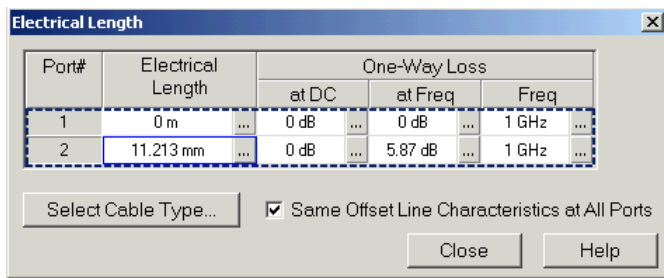 Electrical Length
Port# Electrical Length One-Way Loss
at DC at Freq Freq
1 0 m ... 0 dB ... 0 dB ... 1 GHz ...
2 11.213 mm ... 0 dB ... 5.87 dB ... 1 GHz ...
Select Cable Type... Same Offset Line Characteristics at All Ports
Close Help